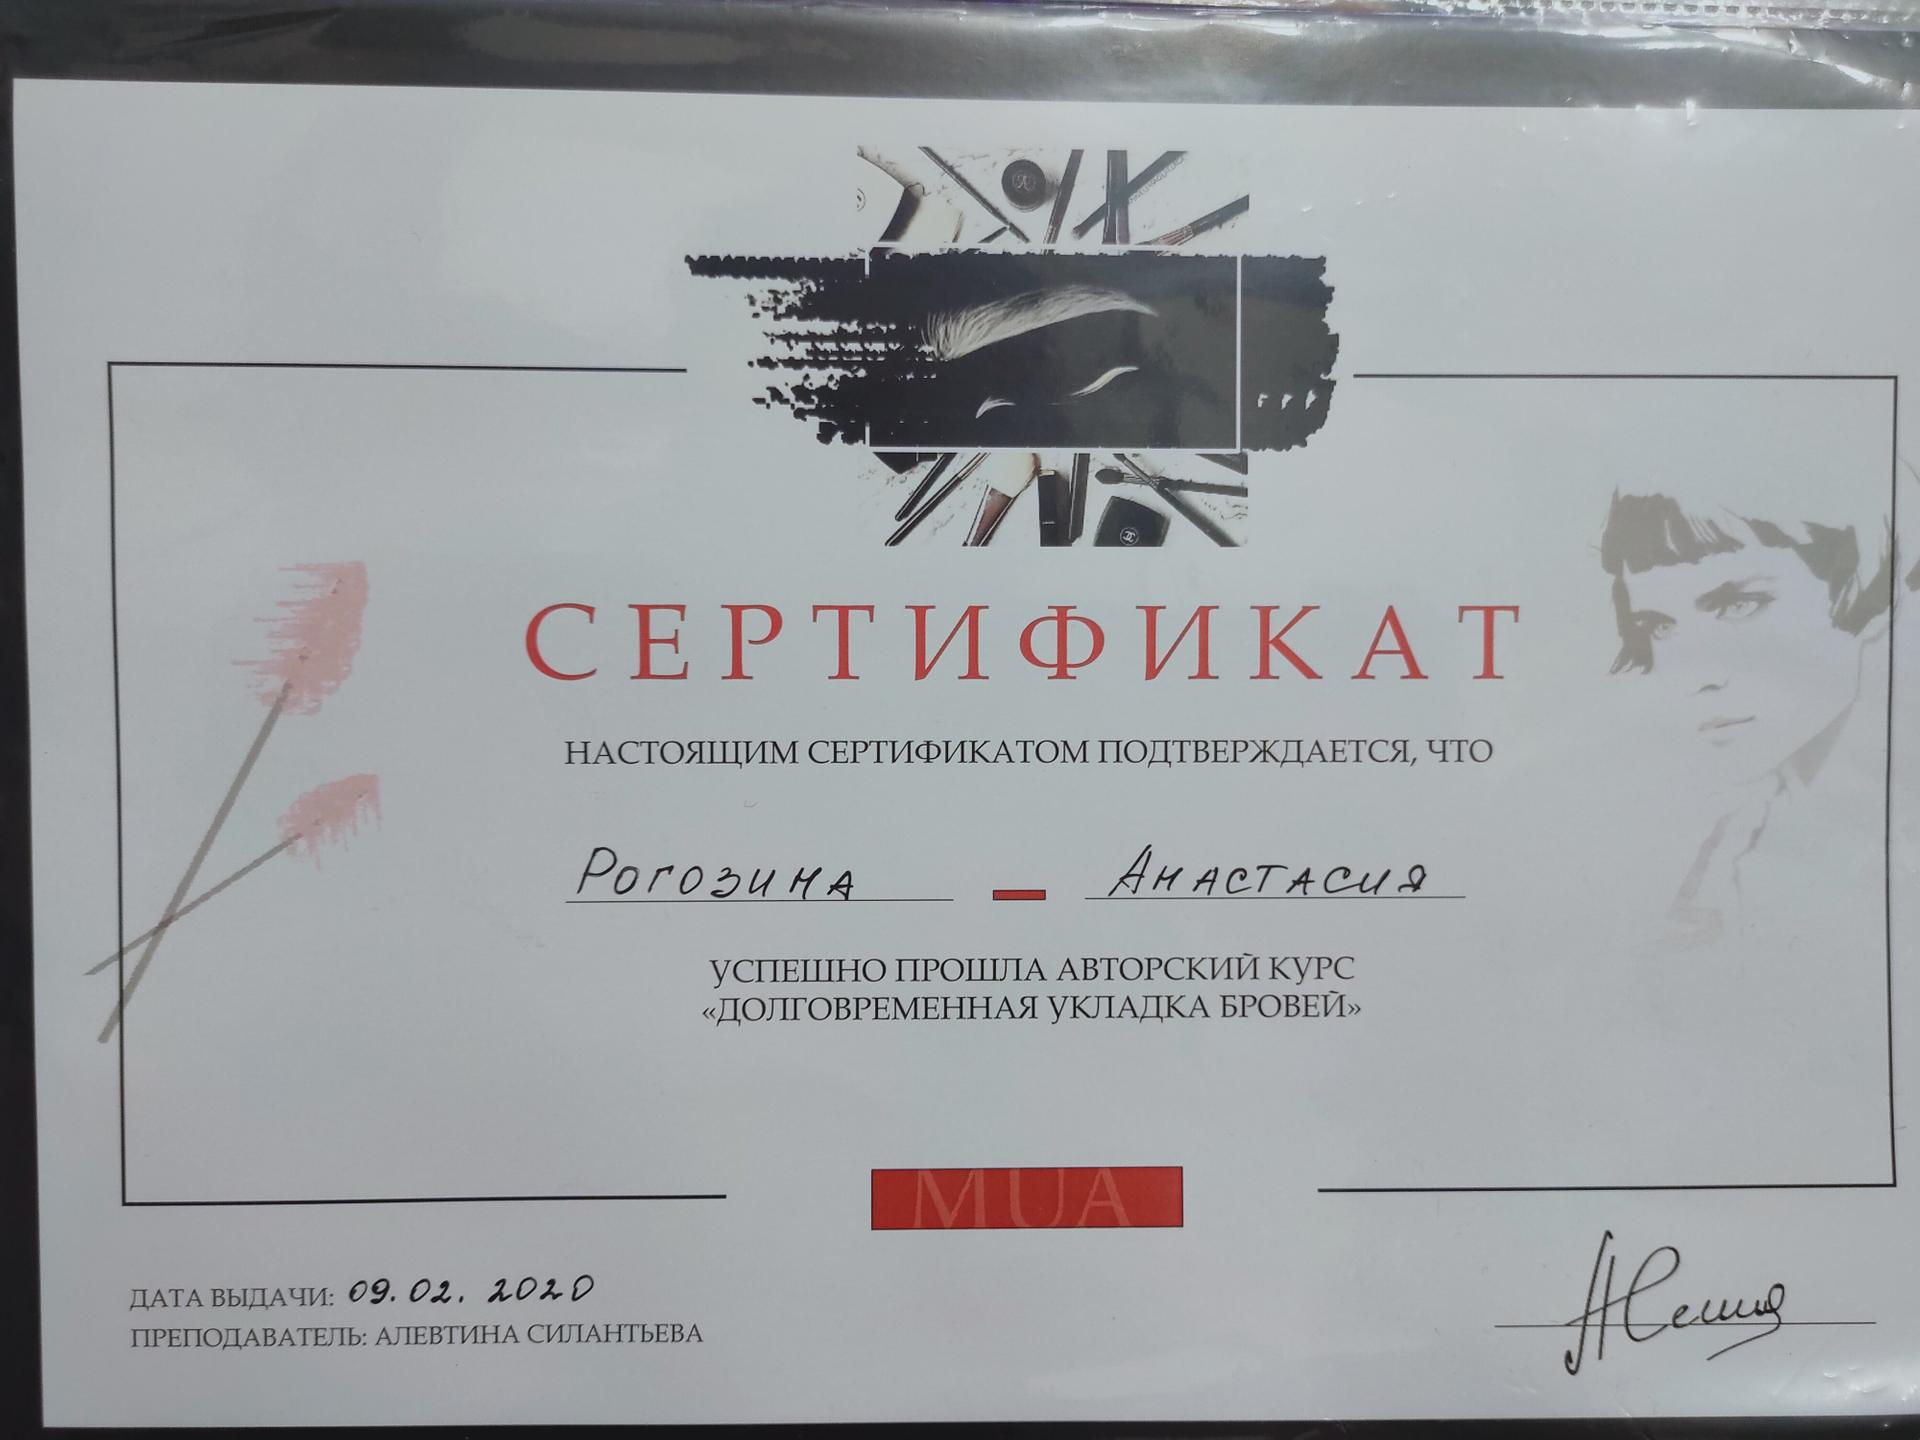 СЕРТИФИКАТ
НАСТОЯЩИМ СЕРТИФИКАТОМ ПОДТВЕРЖДАЕТСЯ, ЧТО
Рогозина - Анастасия
УСПЕШНО ПРОШЛА АВТОРСКИЙ КУРС
«ДОЛГОВРЕМЕННАЯ УКЛАДКА БРОВЕЙ»
MUA
ДАТА ВЫДАЧИ: 09.02.2020
ПРЕПОДАВАТЕЛЬ: АЛЕВТИНА СИЛАНТЬЕВА